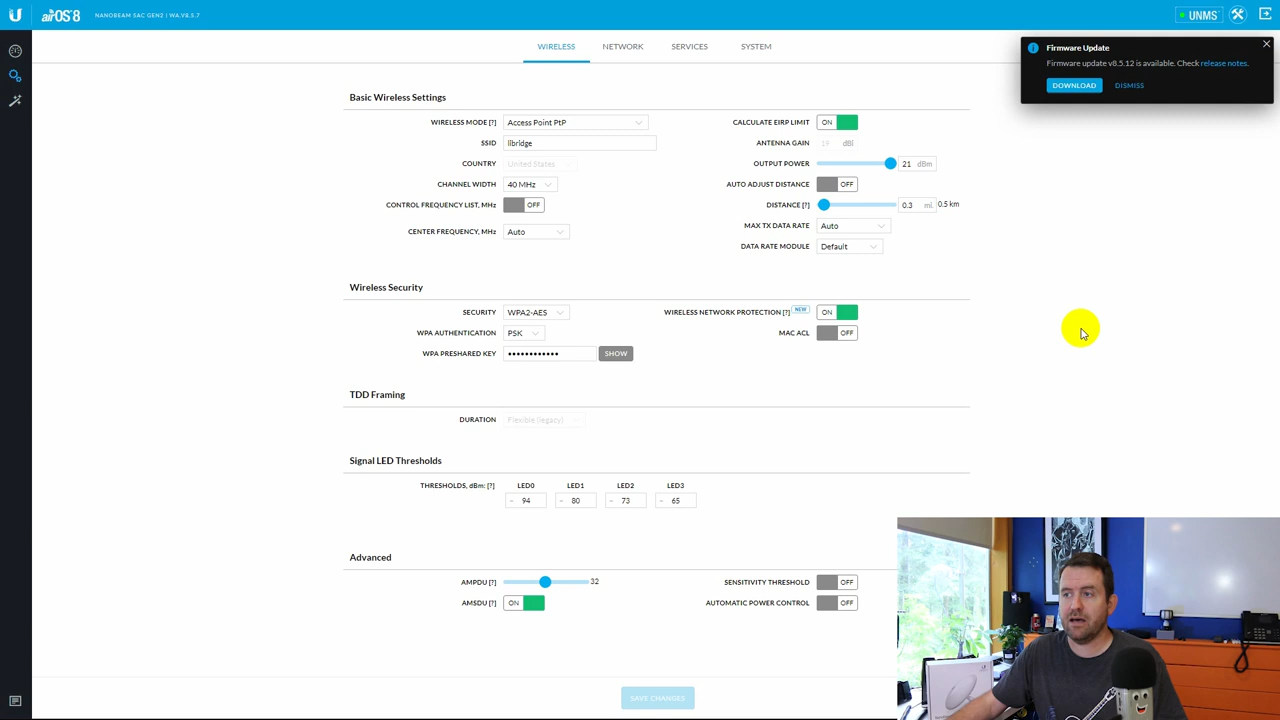 airOS 8 NANOBEAM 5AC GEN2 | WA.V8.5.7 UNMS
WIRELESS NETWORK SERVICES SYSTEM
Firmware Update
Firmware update v8.5.12 is available. Check release notes.
DOWNLOAD DISMISS
Basic Wireless Settings
WIRELESS MODE [?] Access Point PtP
SSID libridge
COUNTRY United States
CHANNEL WIDTH 40 MHz
CONTROL FREQUENCY LIST, MHz OFF
CENTER FREQUENCY, MHz Auto
CALCULATE EIRP LIMIT ON
ANTENNA GAIN 19 dBi
OUTPUT POWER 21 dBm
AUTO ADJUST DISTANCE OFF
DISTANCE [?] 0.3 mi. 0.5 km
MAX TX DATA RATE Auto
DATA RATE MODULE Default
Wireless Security
SECURITY WPA2-AES
WPA AUTHENTICATION PSK
WPA PRESHARED KEY •••••••••••• SHOW
WIRELESS NETWORK PROTECTION [?] NEW ON
MAC ACL OFF
TDD Framing
DURATION Flexible (legacy)
Signal LED Thresholds
LED0 LED1 LED2 LED3
THRESHOLDS, dBm: [?] - 94 - 80 - 73 - 65
Advanced
AMPDU [?] 32
AMSDU [?] ON
SENSITIVITY THRESHOLD OFF
AUTOMATIC POWER CONTROL OFF
SAVE CHANGES